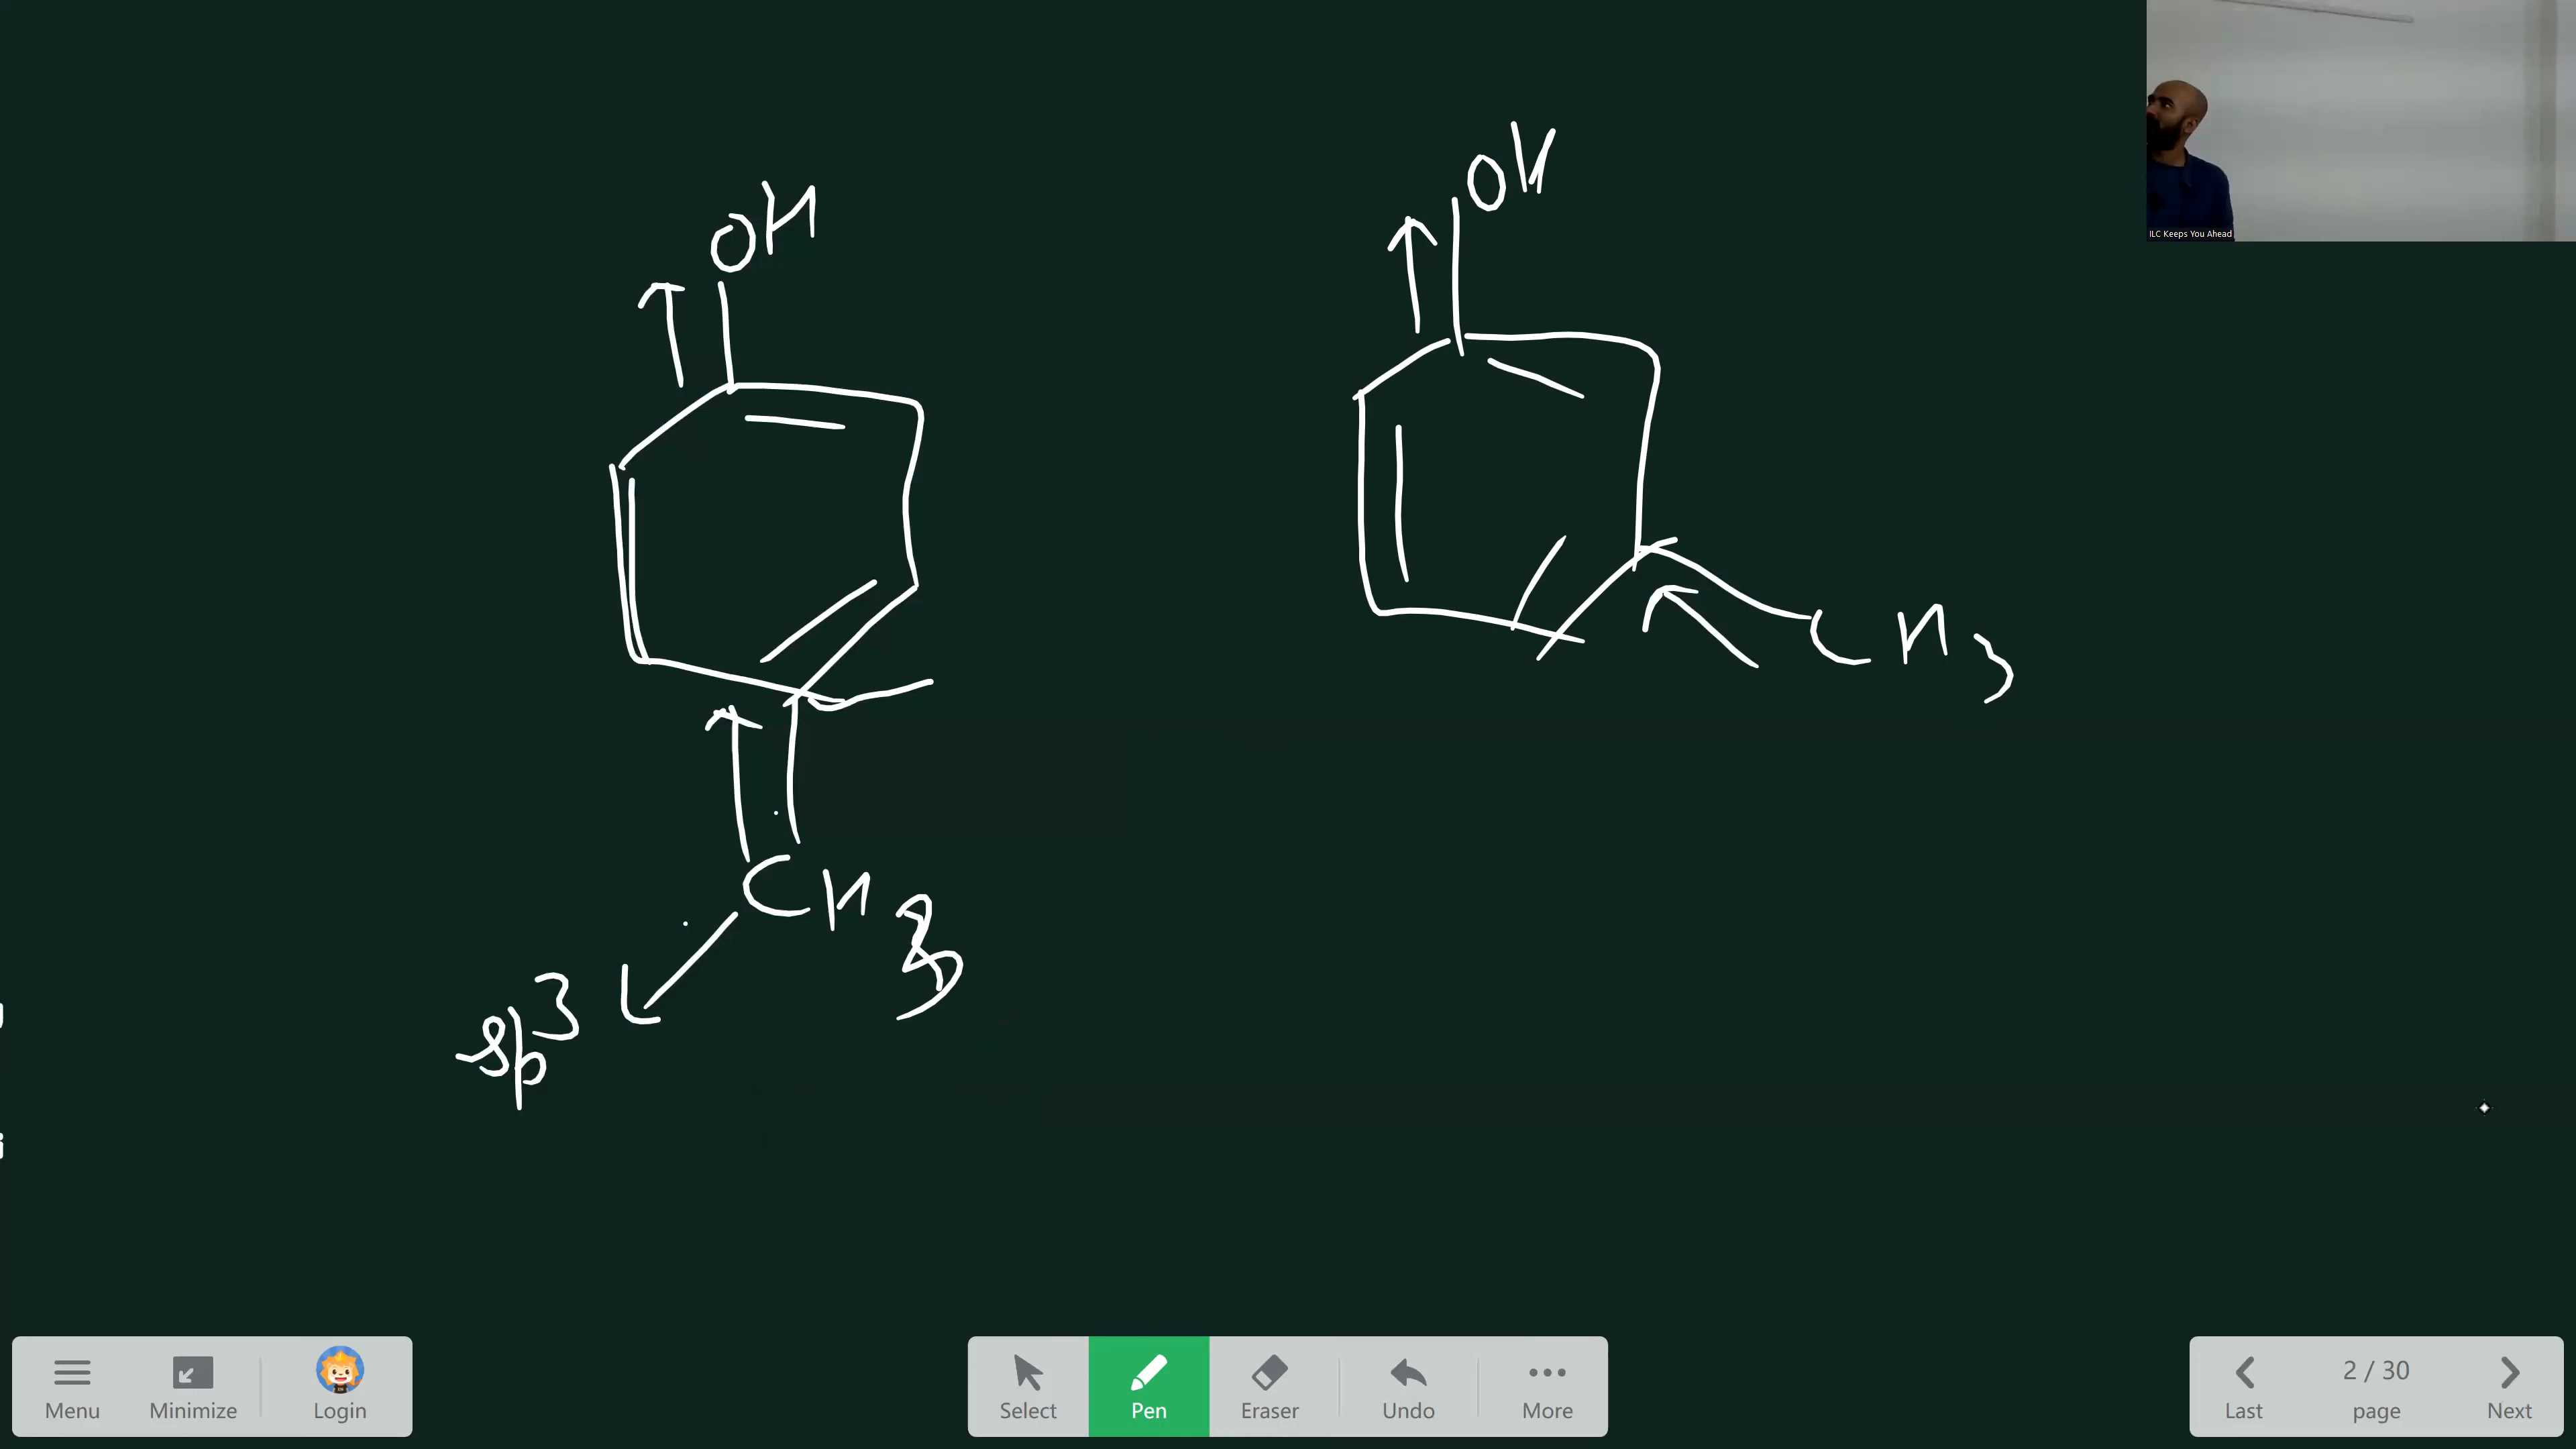 OH
OH
ILC Keeps You Ahead
CH3
CH
sp3
Menu
Minimize
Login
Select
Pen
Eraser
Undo
More
Last
2 / 30
page
Next